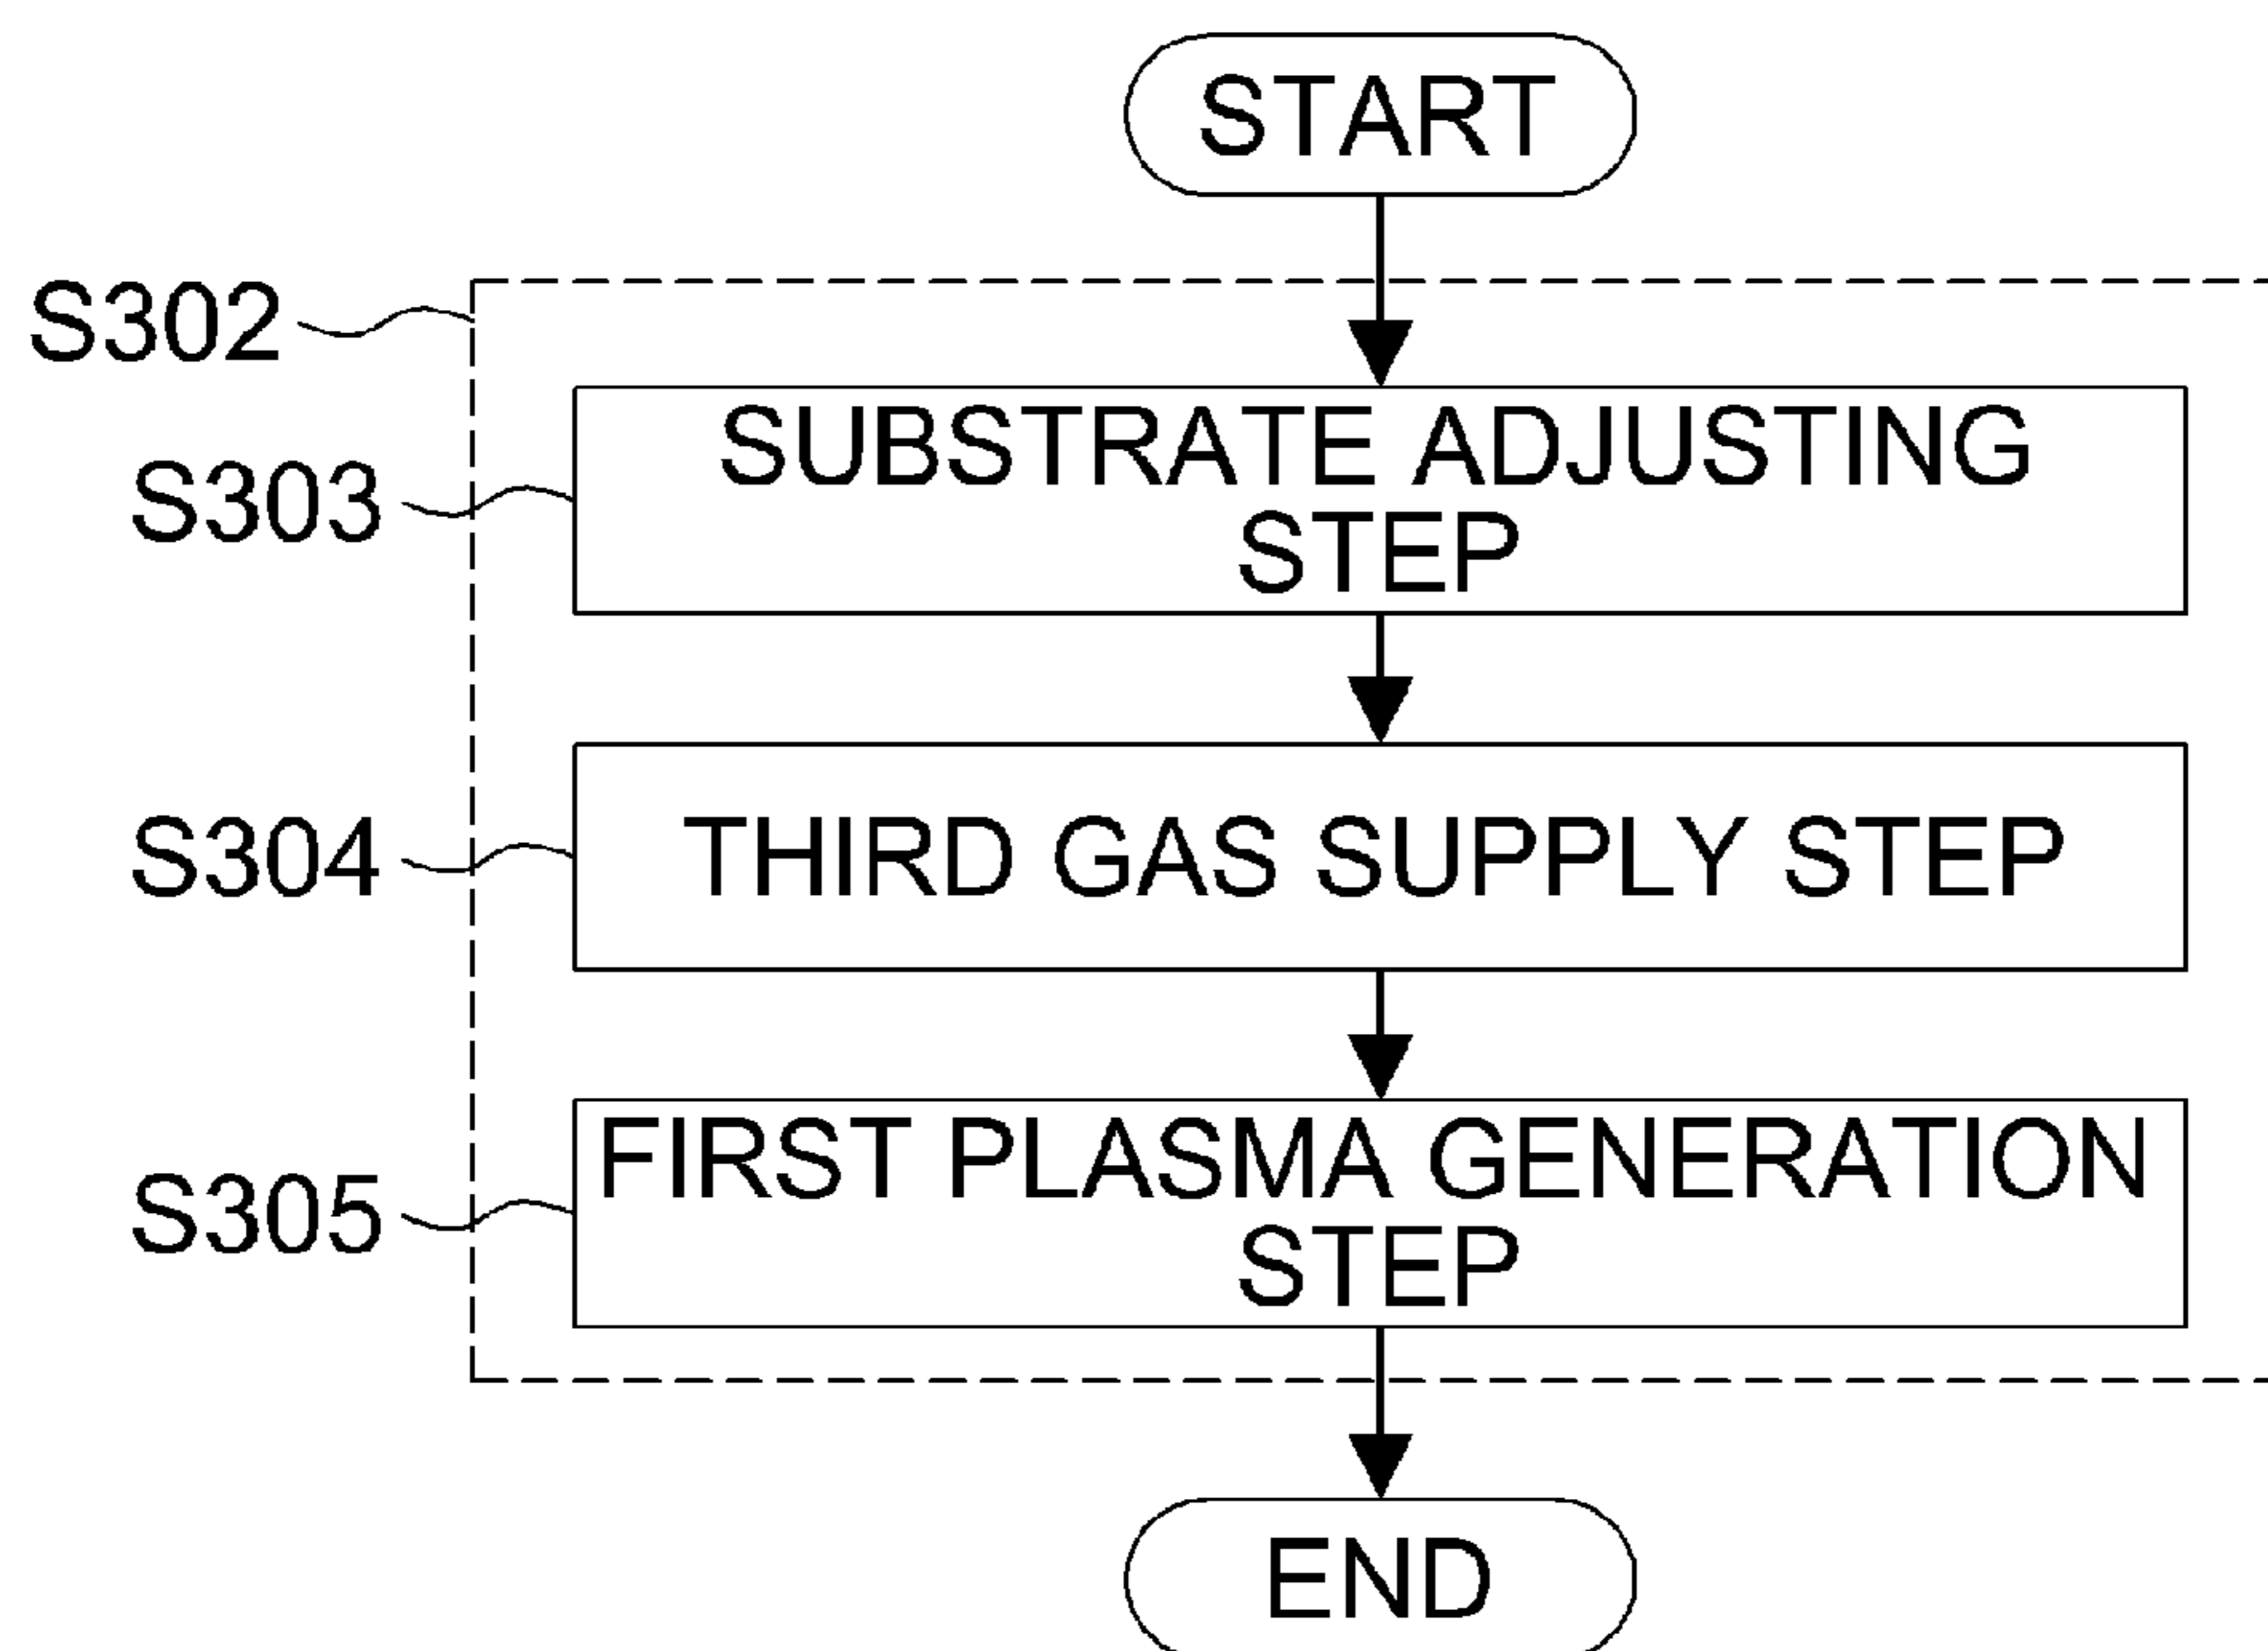 START
S302
S303
SUBSTRATE ADJUSTING
STEP
S304
THIRD GAS SUPPLY STEP
S305
FIRST PLASMA GENERATION
STEP
END